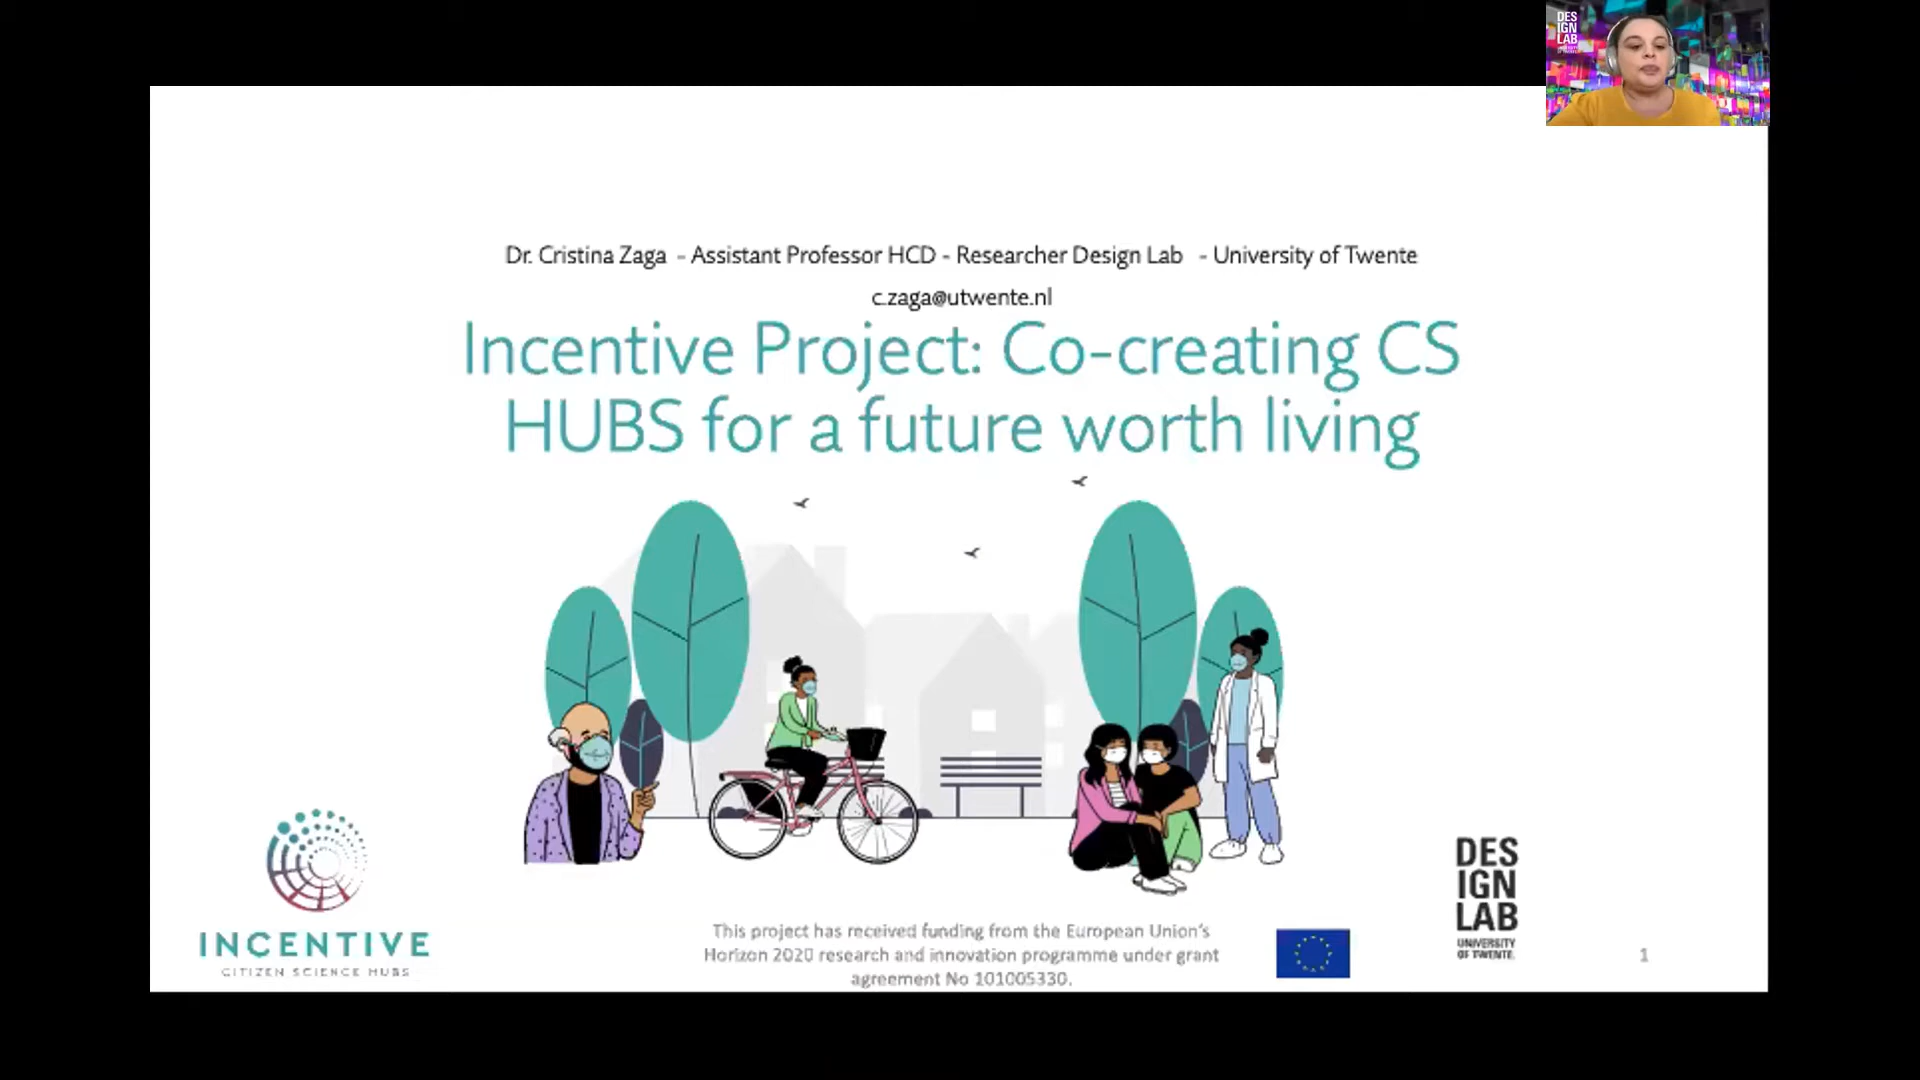 DES
IGN
LAB
Dr. Cristina Zaga - Assistant Professor HCD - Researcher Design Lab - University of Twente
c.zaga@utwente.nl
Incentive Project: Co-creating CS
HUBS for a future worth living
INCENTIVE
CITIZEN SCIENCE HUBS
This project has received funding from the European Union's
Horizon 2020 research and innovation programme under grant
agreement No 101005330.
DES
IGN
LAB
UNIVERSITY
OF TWENTE.
1